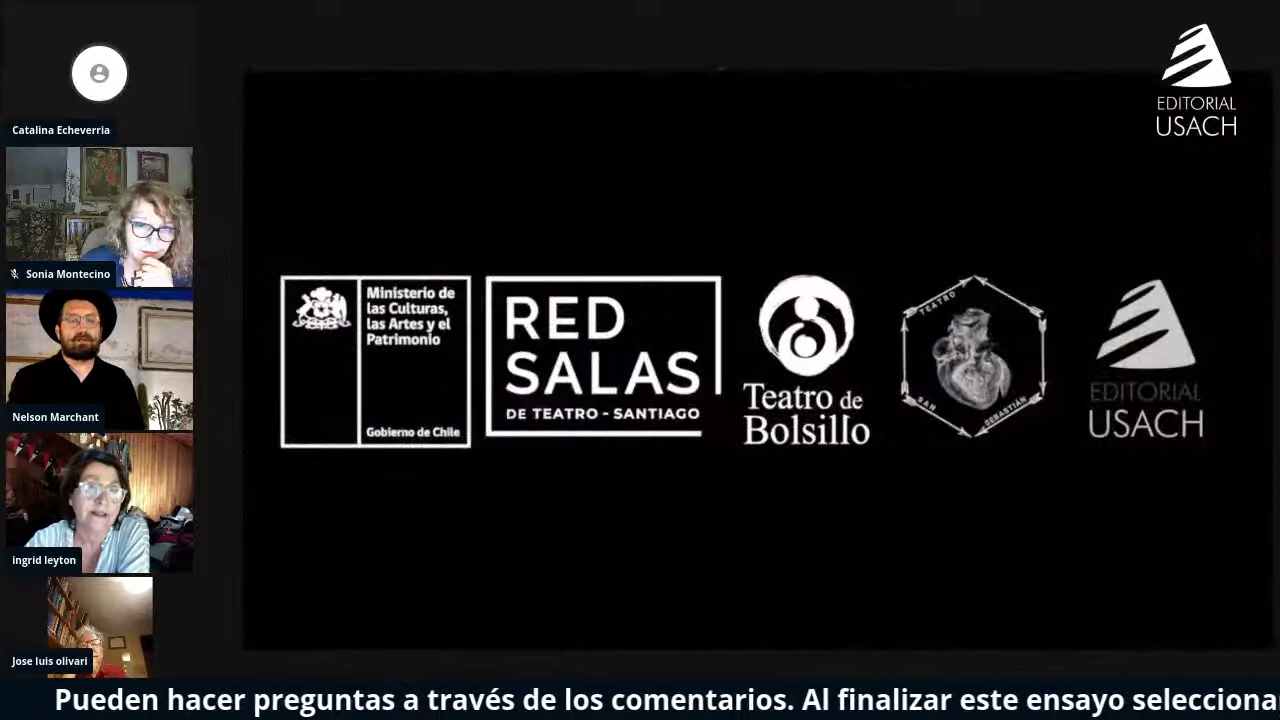 Catalina Echeverria
Sonia Montecino
Nelson Marchant
ingrid leyton
Jose luis olivari
EDITORIAL
USACH
Ministerio de
las Culturas,
las Artes y el
Patrimonio
Gobierno de Chile
RED
SALAS
DE TEATRO - SANTIAGO
Teatro de
Bolsillo
TEATRO
SAN
SEBASTIÁN
EDITORIAL
USACH
Pueden hacer preguntas a través de los comentarios. Al finalizar este ensayo selecciona